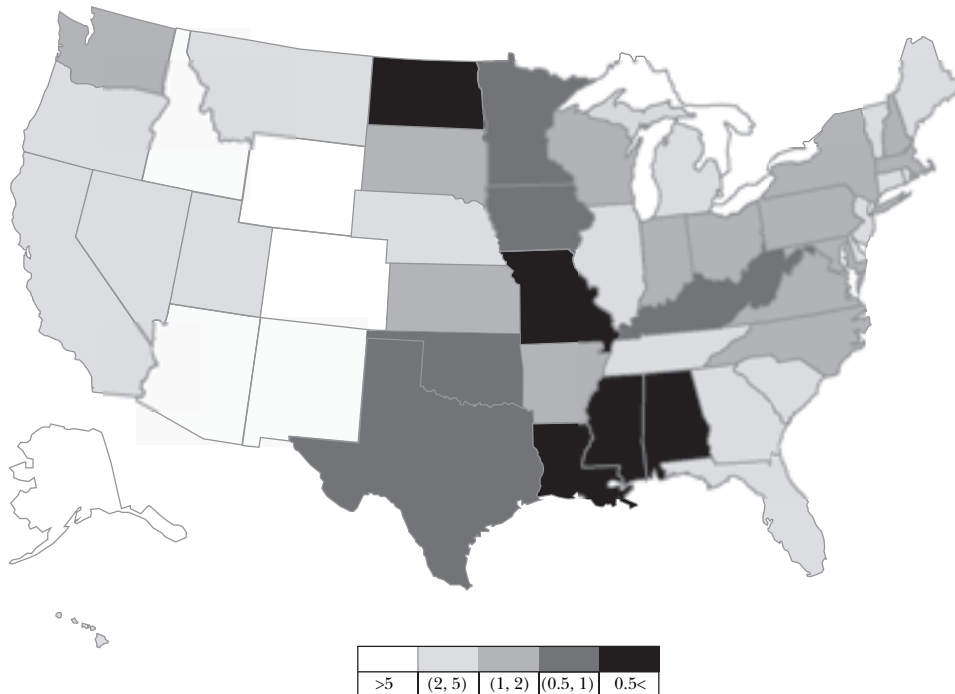 >5 (2, 5) (1, 2) (0.5, 1) 0.5<